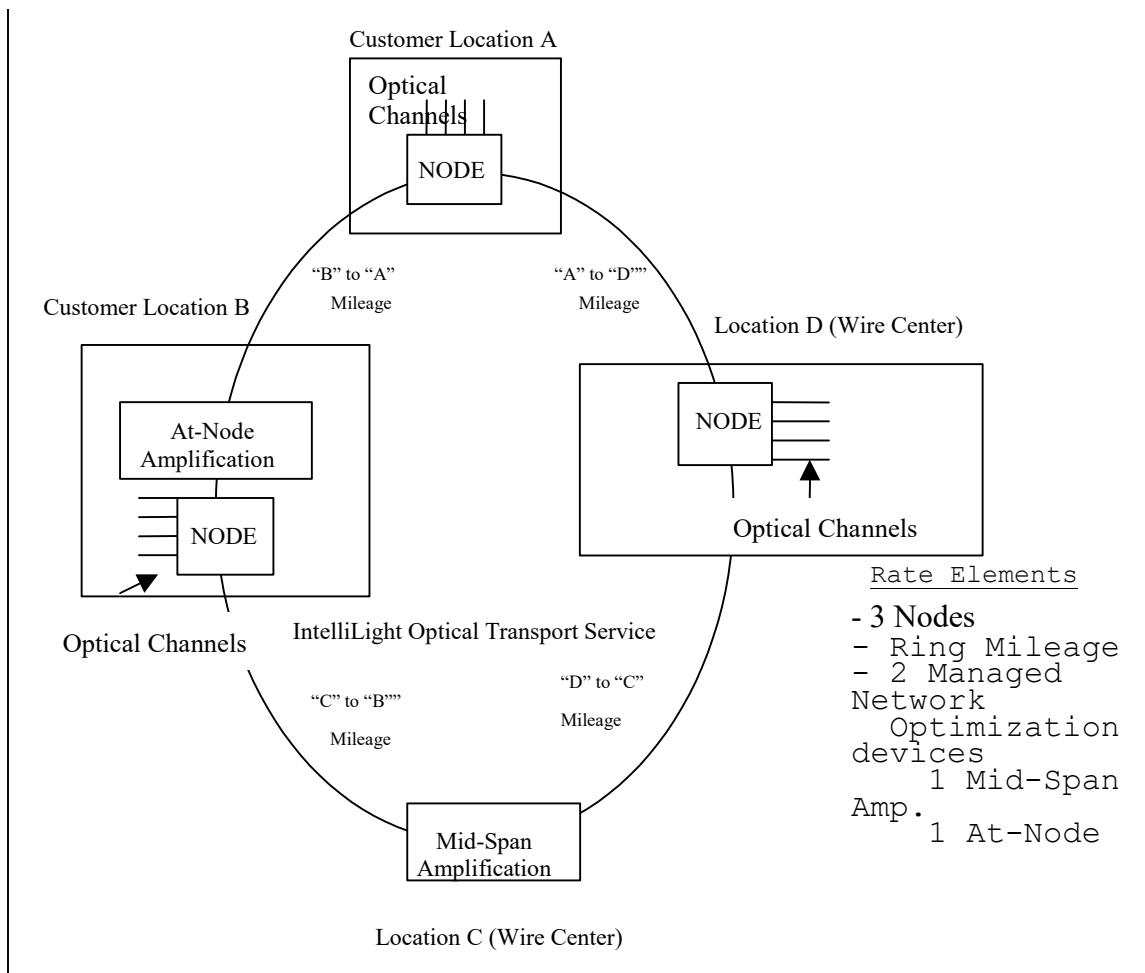 Customer Location A
Optical
Channels
NODE
“B” to “A”
Mileage
“A” to “D””
Mileage
Customer Location B
Location D (Wire Center)
At-Node
Amplification
NODE
NODE
Optical Channels
Optical Channels
IntelliLight Optical Transport Service
“C” to “B””
Mileage
“D” to “C”
Mileage
Mid-Span
Amplification
Location C (Wire Center)
Rate Elements
- 3 Nodes
- Ring Mileage
- 2 Managed
Network
Optimization
devices
1 Mid-Span
Amp.
1 At-Node